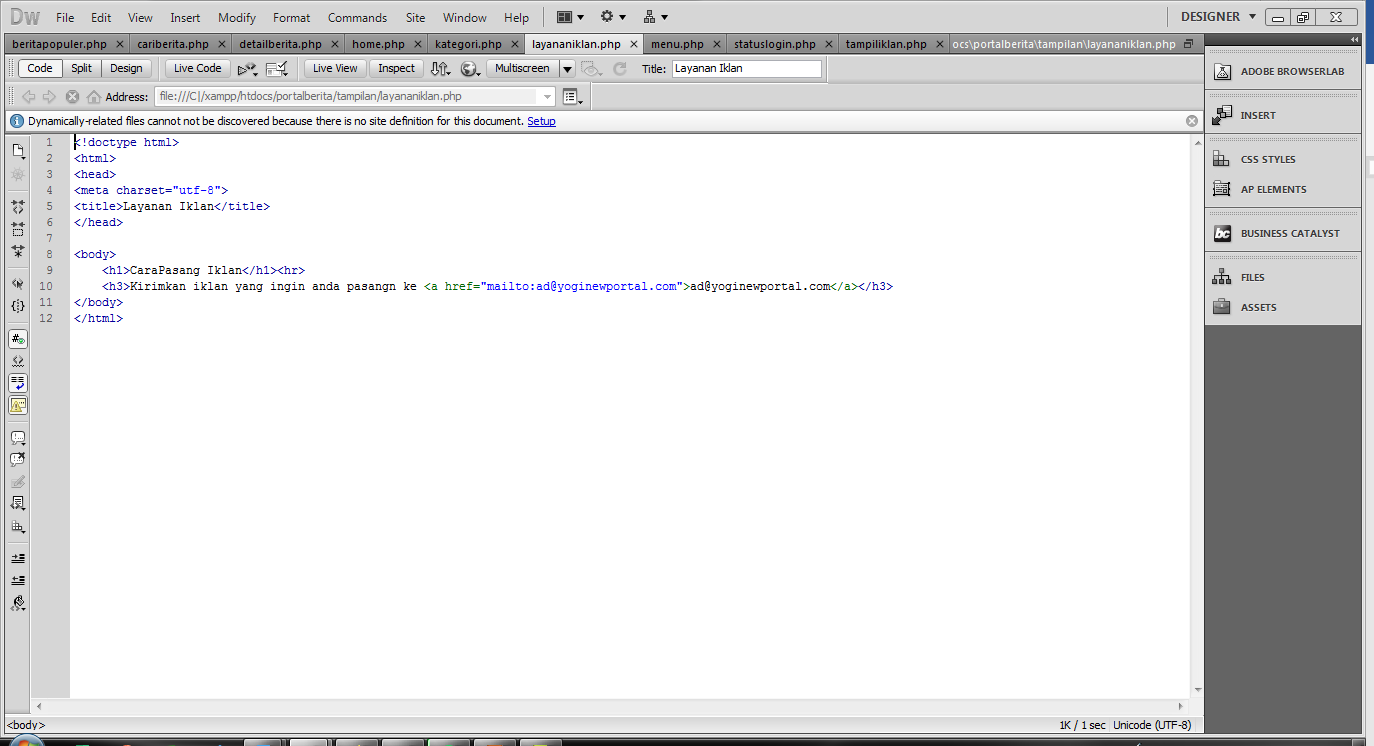 Dw File Edit View Insert Modify Format Commands Site Window Help DESIGNER
beritapopuler.php cariberita.php detailberita.php home.php kategori.php layananiklan.php menu.php statuslogin.php tampiliklan.php ocs\portalberita\tampilan\layananiklan.php
Code Split Design Live Code Live View Inspect Multiscreen Title: Layanan Iklan
Address: file:///C|/xampp/htdocs/portalberita/tampilan/layananiklan.php
Dynamically-related files cannot not be discovered because there is no site definition for this document. Setup
1 <!doctype html>
2 <html>
3 <head>
4 <meta charset="utf-8">
5 <title>Layanan Iklan</title>
6 </head>
7
8 <body>
9 <h1>CaraPasang Iklan</h1><hr>
10 <h3>Kirimkan iklan yang ingin anda pasangn ke <a href="mailto:ad@yoginewportal.com">ad@yoginewportal.com</a></h3>
11 </body>
12 </html>
ADOBE BROWSERLAB
INSERT
CSS STYLES
AP ELEMENTS
bc BUSINESS CATALYST
FILES
ASSETS
<body> 1K / 1 sec Unicode (UTF-8)